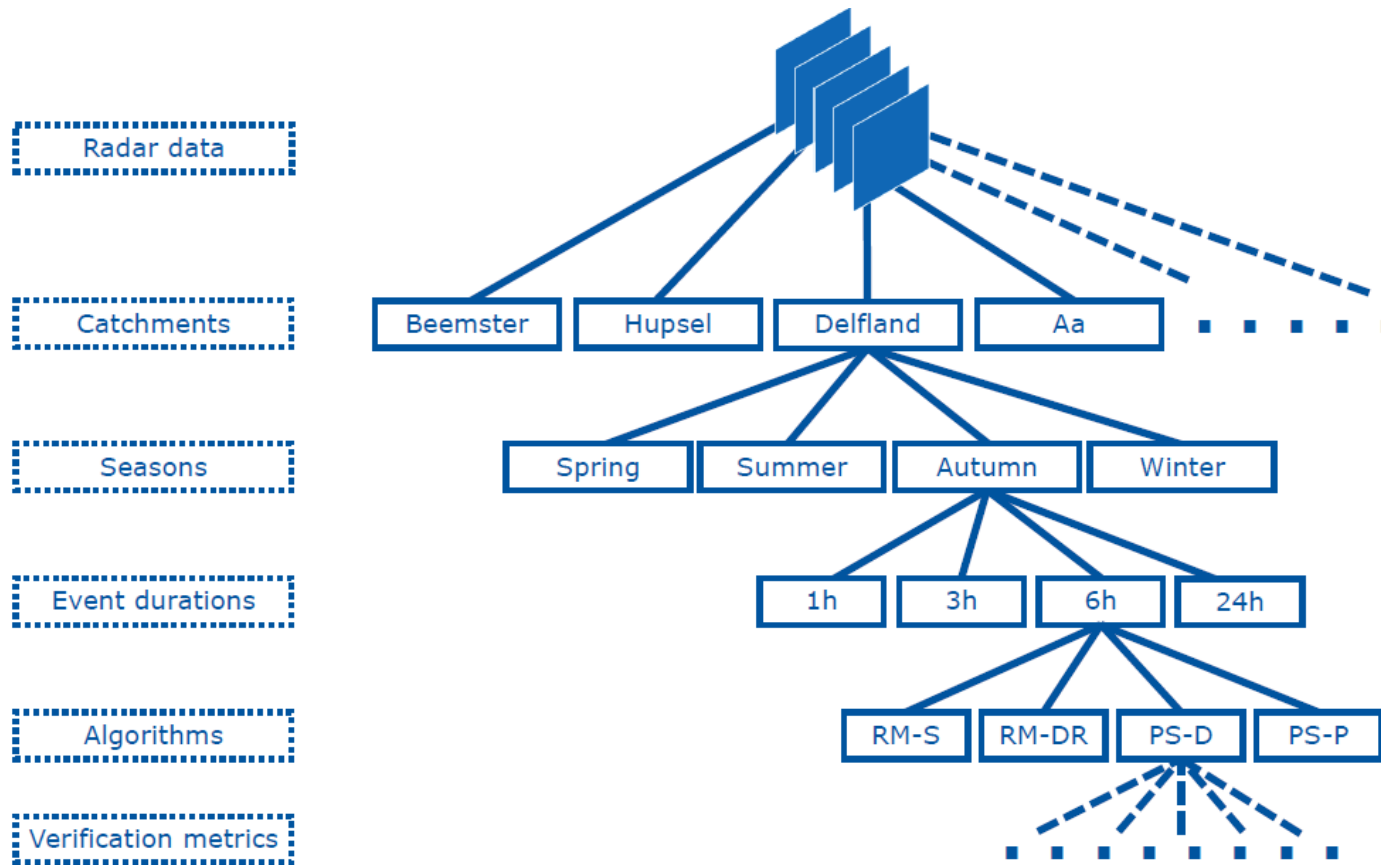 Radar data
Catchments
Beemster
Hupsel
Delfland
Aa
Seasons
Spring
Summer
Autumn
Winter
Event durations
1h
3h
6h
24h
Algorithms
RM-S
RM-DR
PS-D
PS-P
Verification metrics